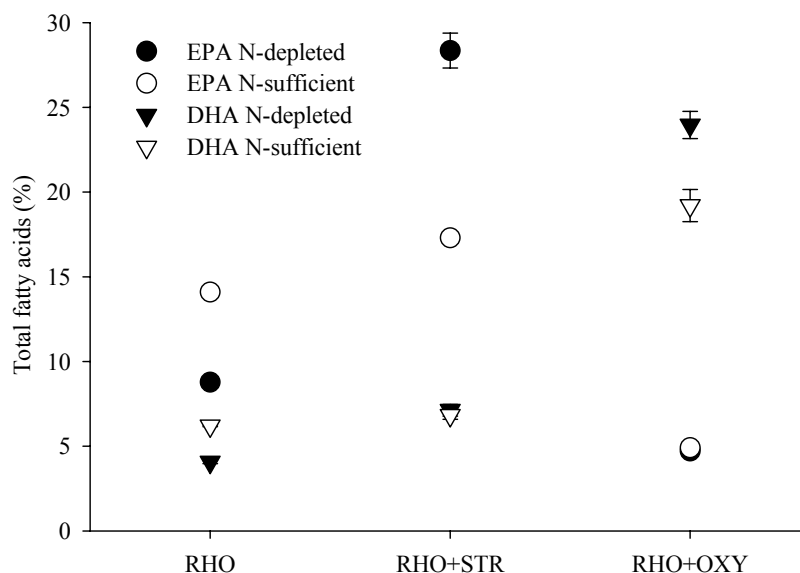 30
25
20
15
10
5
0
Total fatty acids (%)
EPA N-depleted
EPA N-sufficient
DHA N-depleted
DHA N-sufficient
RHO
RHO+STR
RHO+OXY